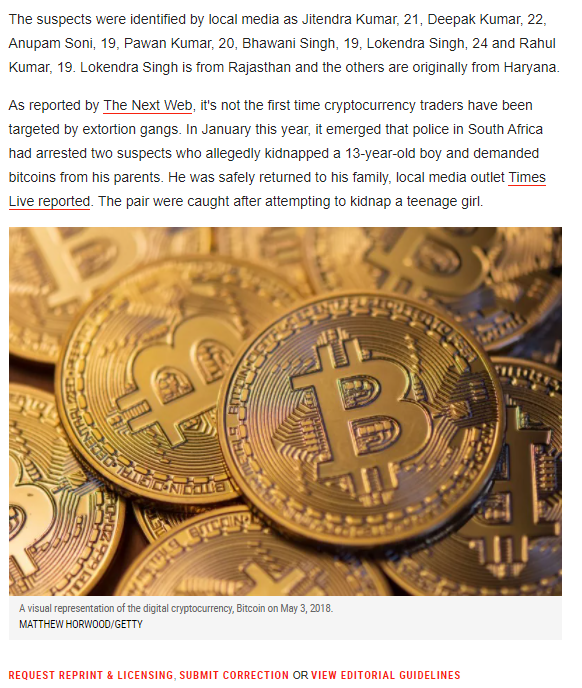 The suspects were identified by local media as Jitendra Kumar, 21, Deepak Kumar, 22,
Anupam Soni, 19, Pawan Kumar, 20, Bhawani Singh, 19, Lokendra Singh, 24 and Rahul
Kumar, 19. Lokendra Singh is from Rajasthan and the others are originally from Haryana.
As reported by The Next Web, it's not the first time cryptocurrency traders have been
targeted by extortion gangs. In January this year, it emerged that police in South Africa
had arrested two suspects who allegedly kidnapped a 13-year-old boy and demanded
bitcoins from his parents. He was safely returned to his family, local media outlet Times
Live reported. The pair were caught after attempting to kidnap a teenage girl.
A visual representation of the digital cryptocurrency, Bitcoin on May 3, 2018.
MATTHEW HORWOOD/GETTY
REQUEST REPRINT & LICENSING, SUBMIT CORRECTION OR VIEW EDITORIAL GUIDELINES